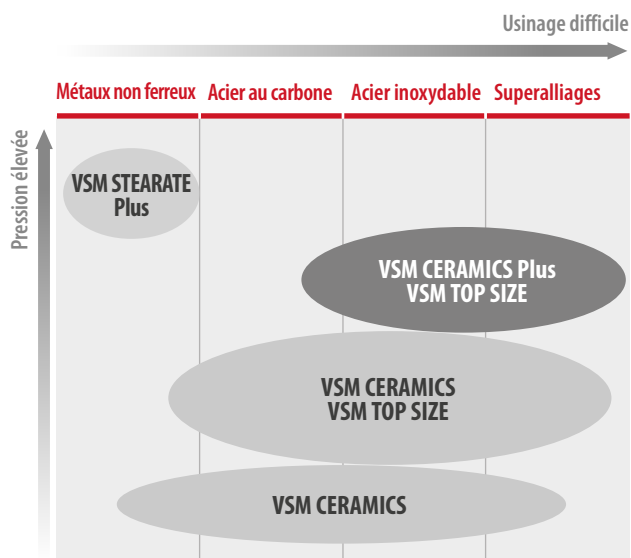 Usinage difficile
Métaux non ferreux
Acier au carbone
Acier inoxydable
Superalliages
Pression élevée
VSM STEARATE
Plus
VSM CERAMICS Plus
VSM TOP SIZE
VSM CERAMICS
VSM TOP SIZE
VSM CERAMICS